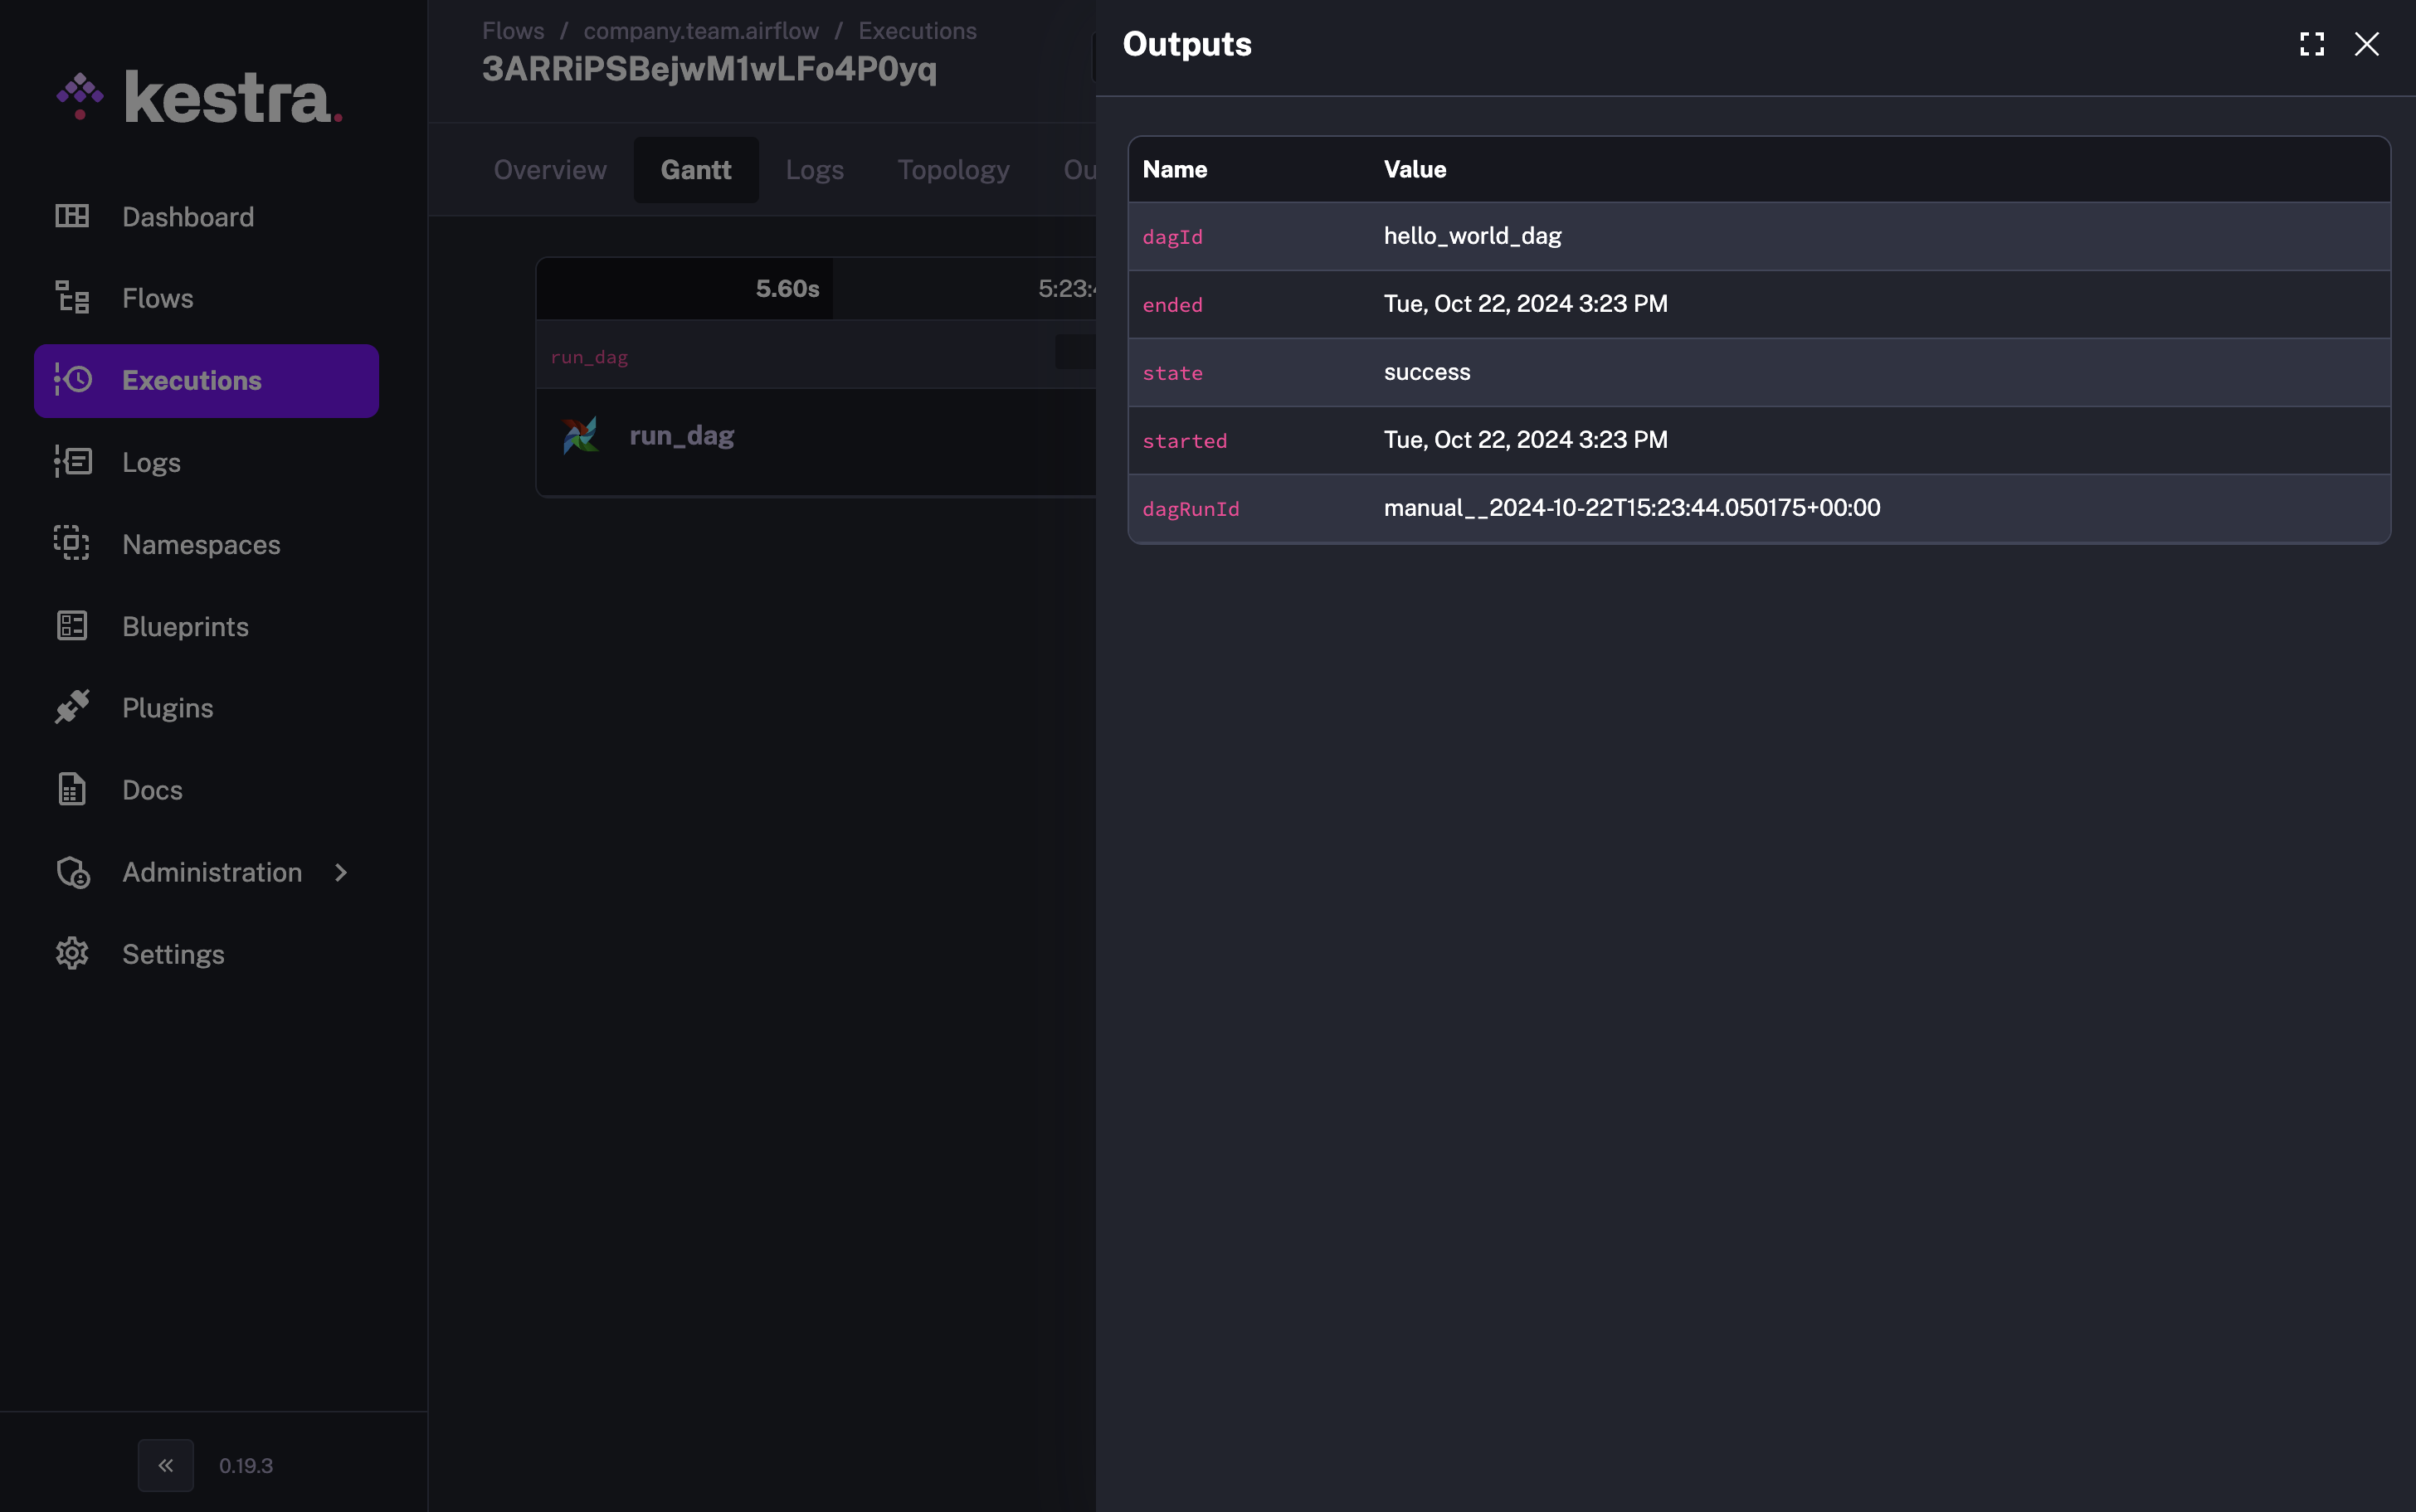 kestra.
Dashboard
Flows
Executions
Logs
Namespaces
Blueprints
Plugins
Docs
Administration
Settings
0.19.3
Flows / company.team.airflow / Executions
3ARRiPSBejwM1wLFo4P0yq
Overview Gantt Logs Topology Ou
5.60s 5:23:4
run_dag
run_dag
Outputs
Name Value
dagId hello_world_dag
ended Tue, Oct 22, 2024 3:23 PM
state success
started Tue, Oct 22, 2024 3:23 PM
dagRunId manual__2024-10-22T15:23:44.050175+00:00